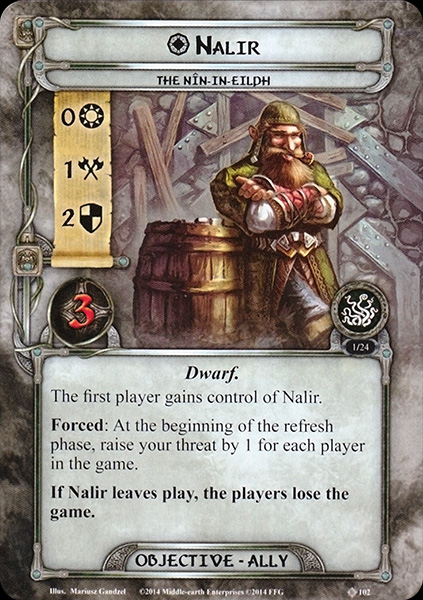 NALIR
THE NÎN-IN-EILPH
0
1
2
3
1/24
Dwarf.
The first player gains control of Nalir.
Forced: At the beginning of the refresh
phase, raise your threat by 1 for each player
in the game.
If Nalir leaves play, the players lose the
game.
OBJECTIVE - ALLY
Illus. Mariusz Gandzel ©2014 Middle-earth Enterprises ©2014 FFG 102